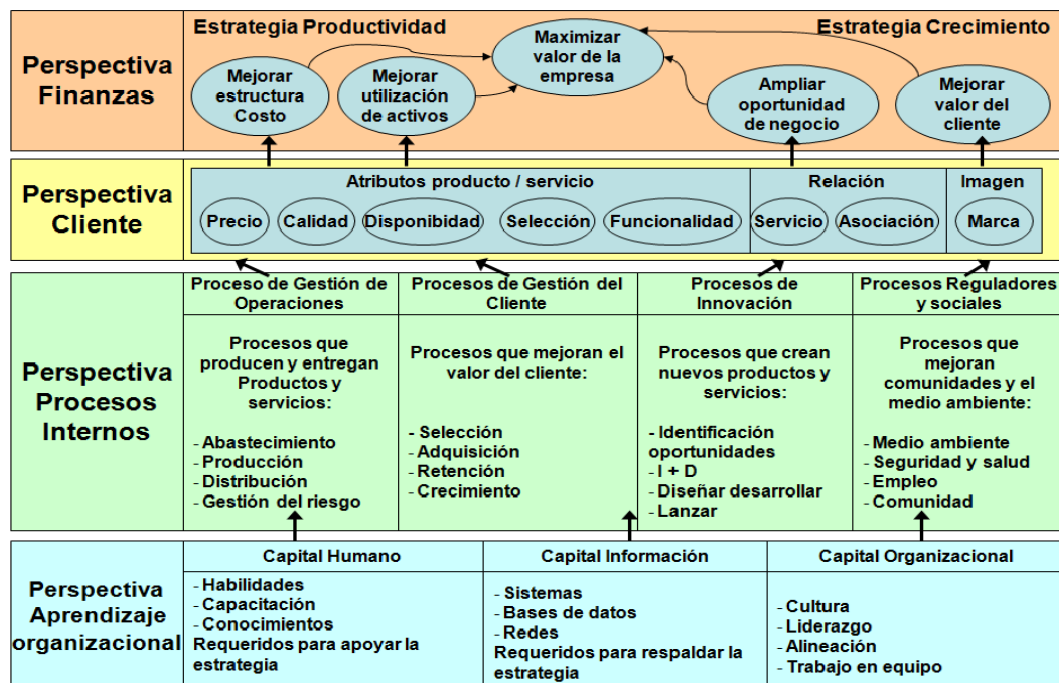 Perspectiva
Finanzas
Estrategia Productividad
Estrategia Crecimiento
Maximizar
valor de la
empresa
Mejorar
estructura
Costo
Mejorar
utilización
de activos
Ampliar
oportunidad
de negocio
Mejorar
valor del
cliente
Perspectiva
Cliente
Atributos producto / servicio
Relación
Imagen
Precio
Calidad
Disponibidad
Selección
Funcionalidad
Servicio
Asociación
Marca
Perspectiva
Procesos
Internos
Proceso de Gestión de
Operaciones
Procesos que
producen y entregan
Productos y
servicios:
- Abastecimiento
- Producción
- Distribución
- Gestión del riesgo
Procesos de Gestión del
Cliente
Procesos que mejoran el
valor del cliente:
- Selección
- Adquisición
- Retención
- Crecimiento
Procesos de
Innovación
Procesos que crean
nuevos productos y
servicios:
- Identificación
oportunidades
- I + D
- Diseñar desarrollar
- Lanzar
Procesos Reguladores
y sociales
Procesos que
mejoran
comunidades y el
medio ambiente:
- Medio ambiente
- Seguridad y salud
- Empleo
- Comunidad
Perspectiva
Aprendizaje
organizacional
Capital Humano
- Habilidades
- Capacitación
- Conocimientos
Requeridos para apoyar la
estrategia
Capital Información
- Sistemas
- Bases de datos
- Redes
Requeridos para respaldar la
estrategia
Capital Organizacional
- Cultura
- Liderazgo
- Alineación
- Trabajo en equipo